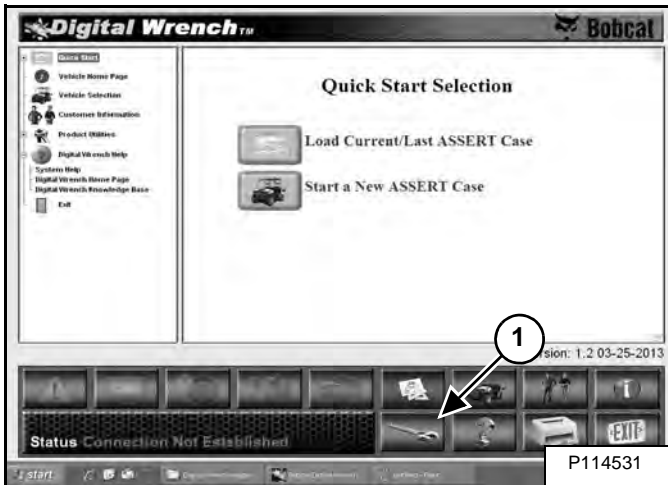 Digital Wrench TM
Bobcat
Quick Start
Vehicle Home Page
Vehicle Selection
Customer Information
Product Utilities
Digital Wrench Help
System Help
Digital Wrench Home Page
Digital Wrench Knowledge Base
Exit
Quick Start Selection
Load Current/Last ASSERT Case
Start a New ASSERT Case
1
rsion: 1.2 03-25-2013
Status Connection Not Established
EXIT
start
P114531